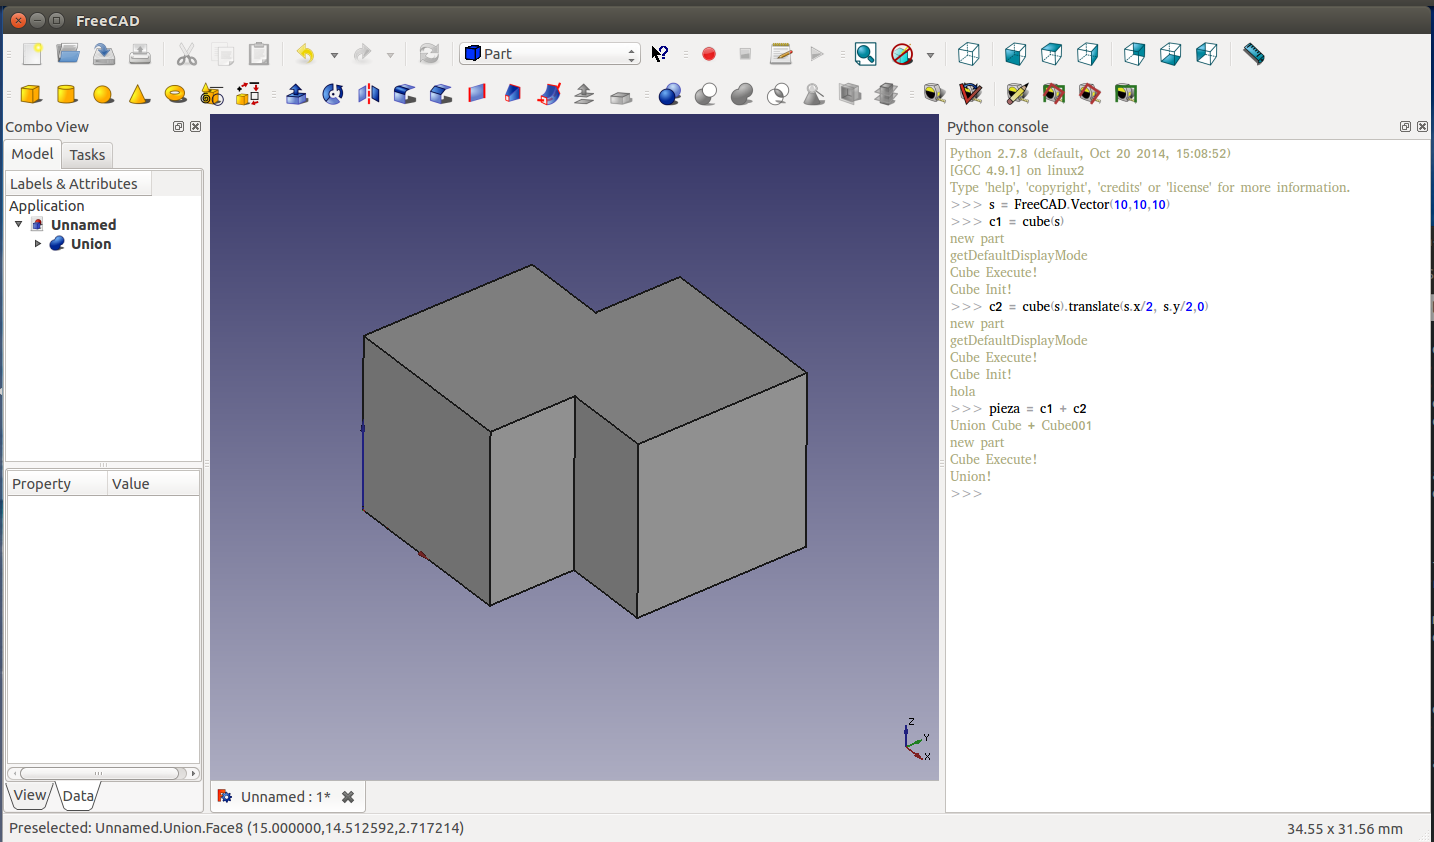 FreeCAD
Part
Combo View
Model
Tasks
Labels & Attributes
Application
Unnamed
Union
Property
Value
View
Data
Z
Y
X
Unnamed : 1*
Python console
Python 2.7.8 (default, Oct 20 2014, 15:08:52)
[GCC 4.9.1] on linux2
Type 'help', 'copyright', 'credits' or 'license' for more information.
>>> s = FreeCAD.Vector(10,10,10)
>>> c1 = cube(s)
new part
getDefaultDisplayMode
Cube Execute!
Cube Init!
>>> c2 = cube(s).translate(s.x/2, s.y/2,0)
new part
getDefaultDisplayMode
Cube Execute!
Cube Init!
hola
>>> pieza = c1 + c2
Union Cube + Cube001
new part
Cube Execute!
Union!
>>>
Preselected: Unnamed.Union.Face8 (15.000000,14.512592,2.717214)
34.55 x 31.56 mm